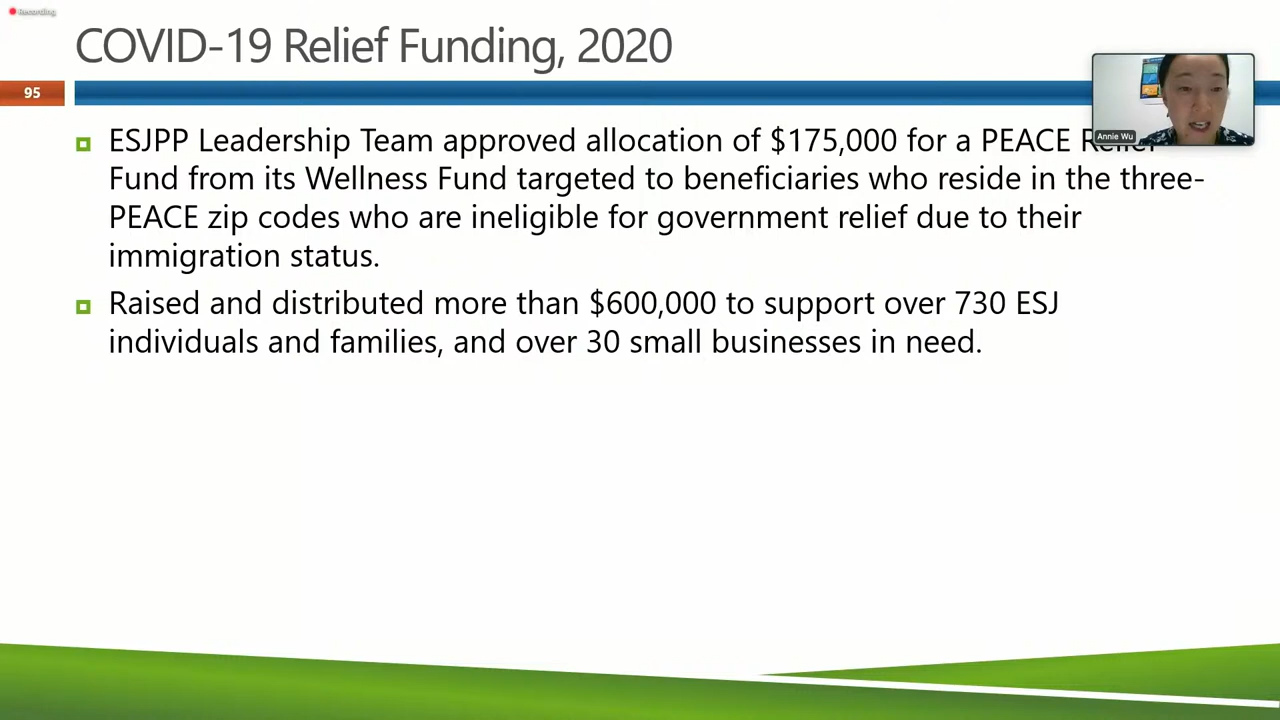 Recording
COVID-19 Relief Funding, 2020
95
Annie Wu
ESJPP Leadership Team approved allocation of $175,000 for a PEACE Relief
Fund from its Wellness Fund targeted to beneficiaries who reside in the three-
PEACE zip codes who are ineligible for government relief due to their
immigration status.
Raised and distributed more than $600,000 to support over 730 ESJ
individuals and families, and over 30 small businesses in need.